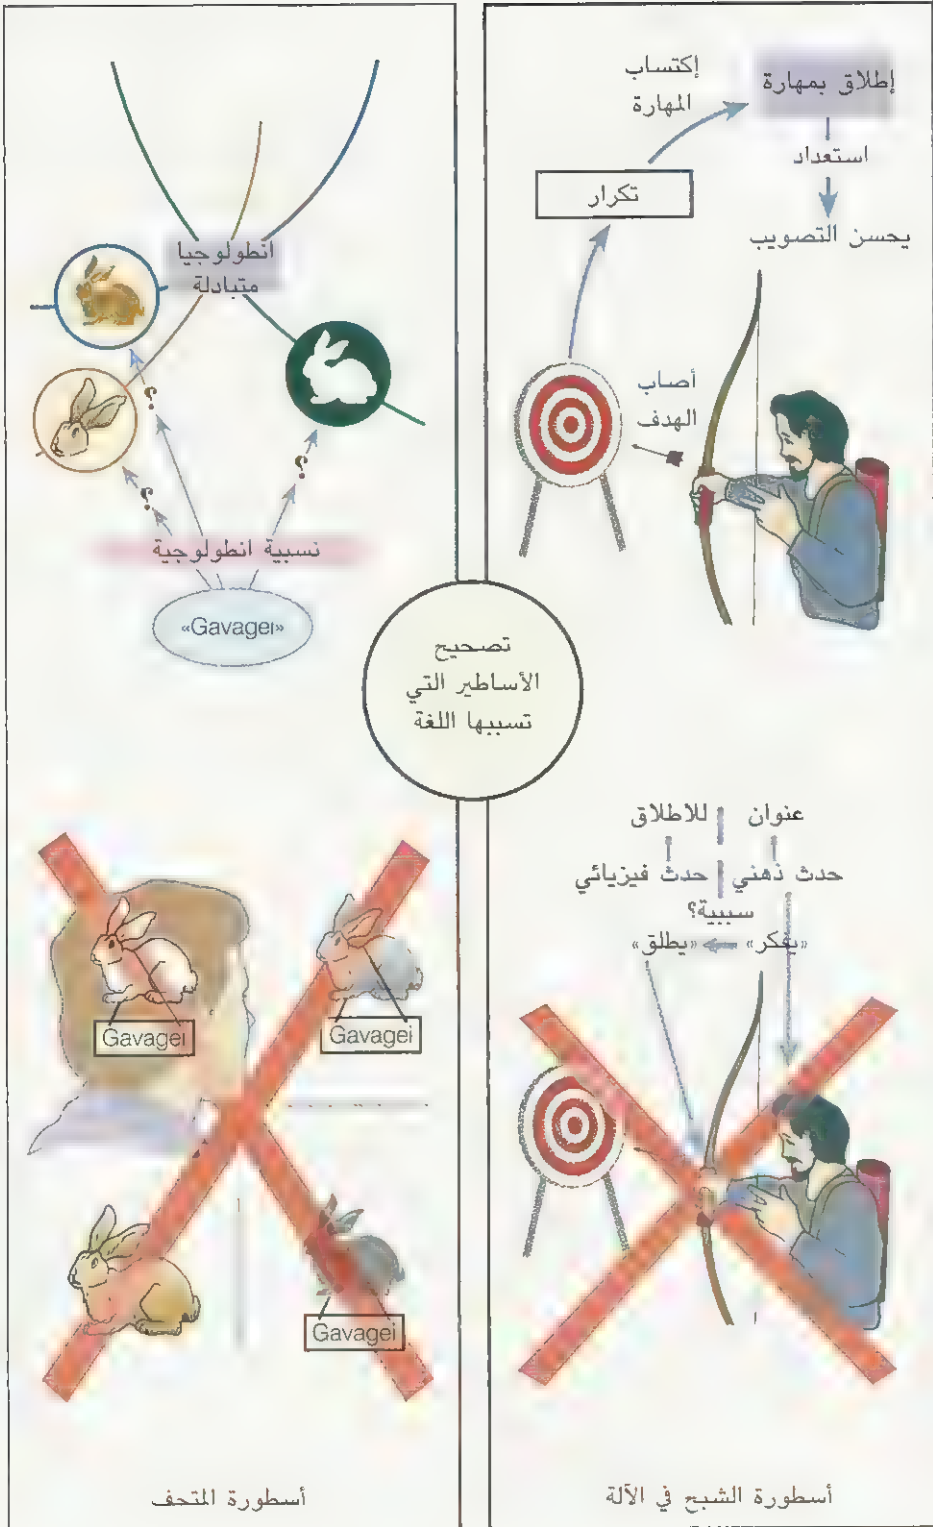 إكتساب
المهارة
إطلاق بمهارة
استعداد
تكرار
يحسن التصويب
أصاب
الهدف
انطولوجيا
متبادلة
؟
؟
؟
نسبية انطولوجية
«Gavagei»
تصحيح
الأساطير التي
تسببها اللغة
عنوان | للاطلاق
حدث ذهني | حدث فيزيائي
سببية؟
«يفكر» «يطلق»
Gavagei
Gavagei
Gavagei
أسطورة الشبح في الآلة
أسطورة المتحف